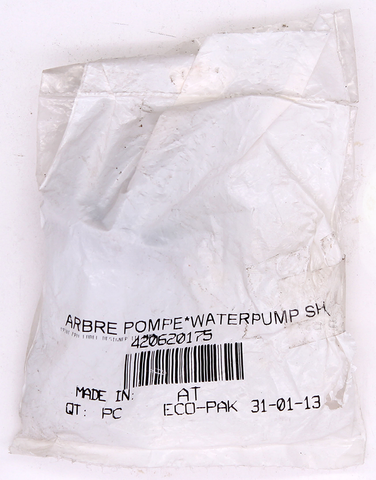 ARBRE POMPE*WATERPUMP SH
420620175
MADE IN: AT
QT: PC ECO-PAK 31-01-13